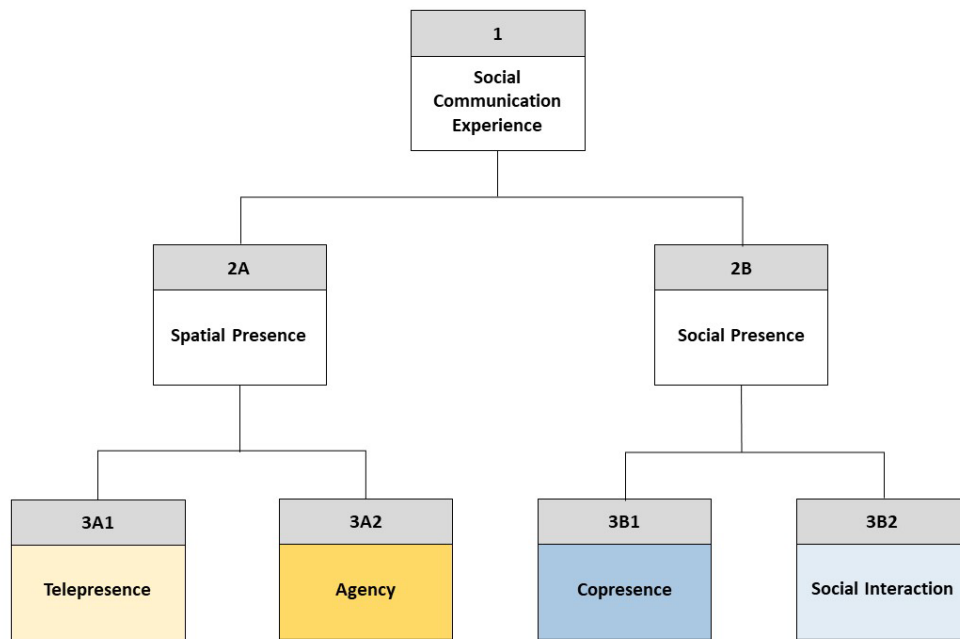 1
Social
Communication
Experience
2A
2B
Spatial Presence
Social Presence
3A1
3A2
3B1
3B2
Telepresence
Agency
Copresence
Social Interaction